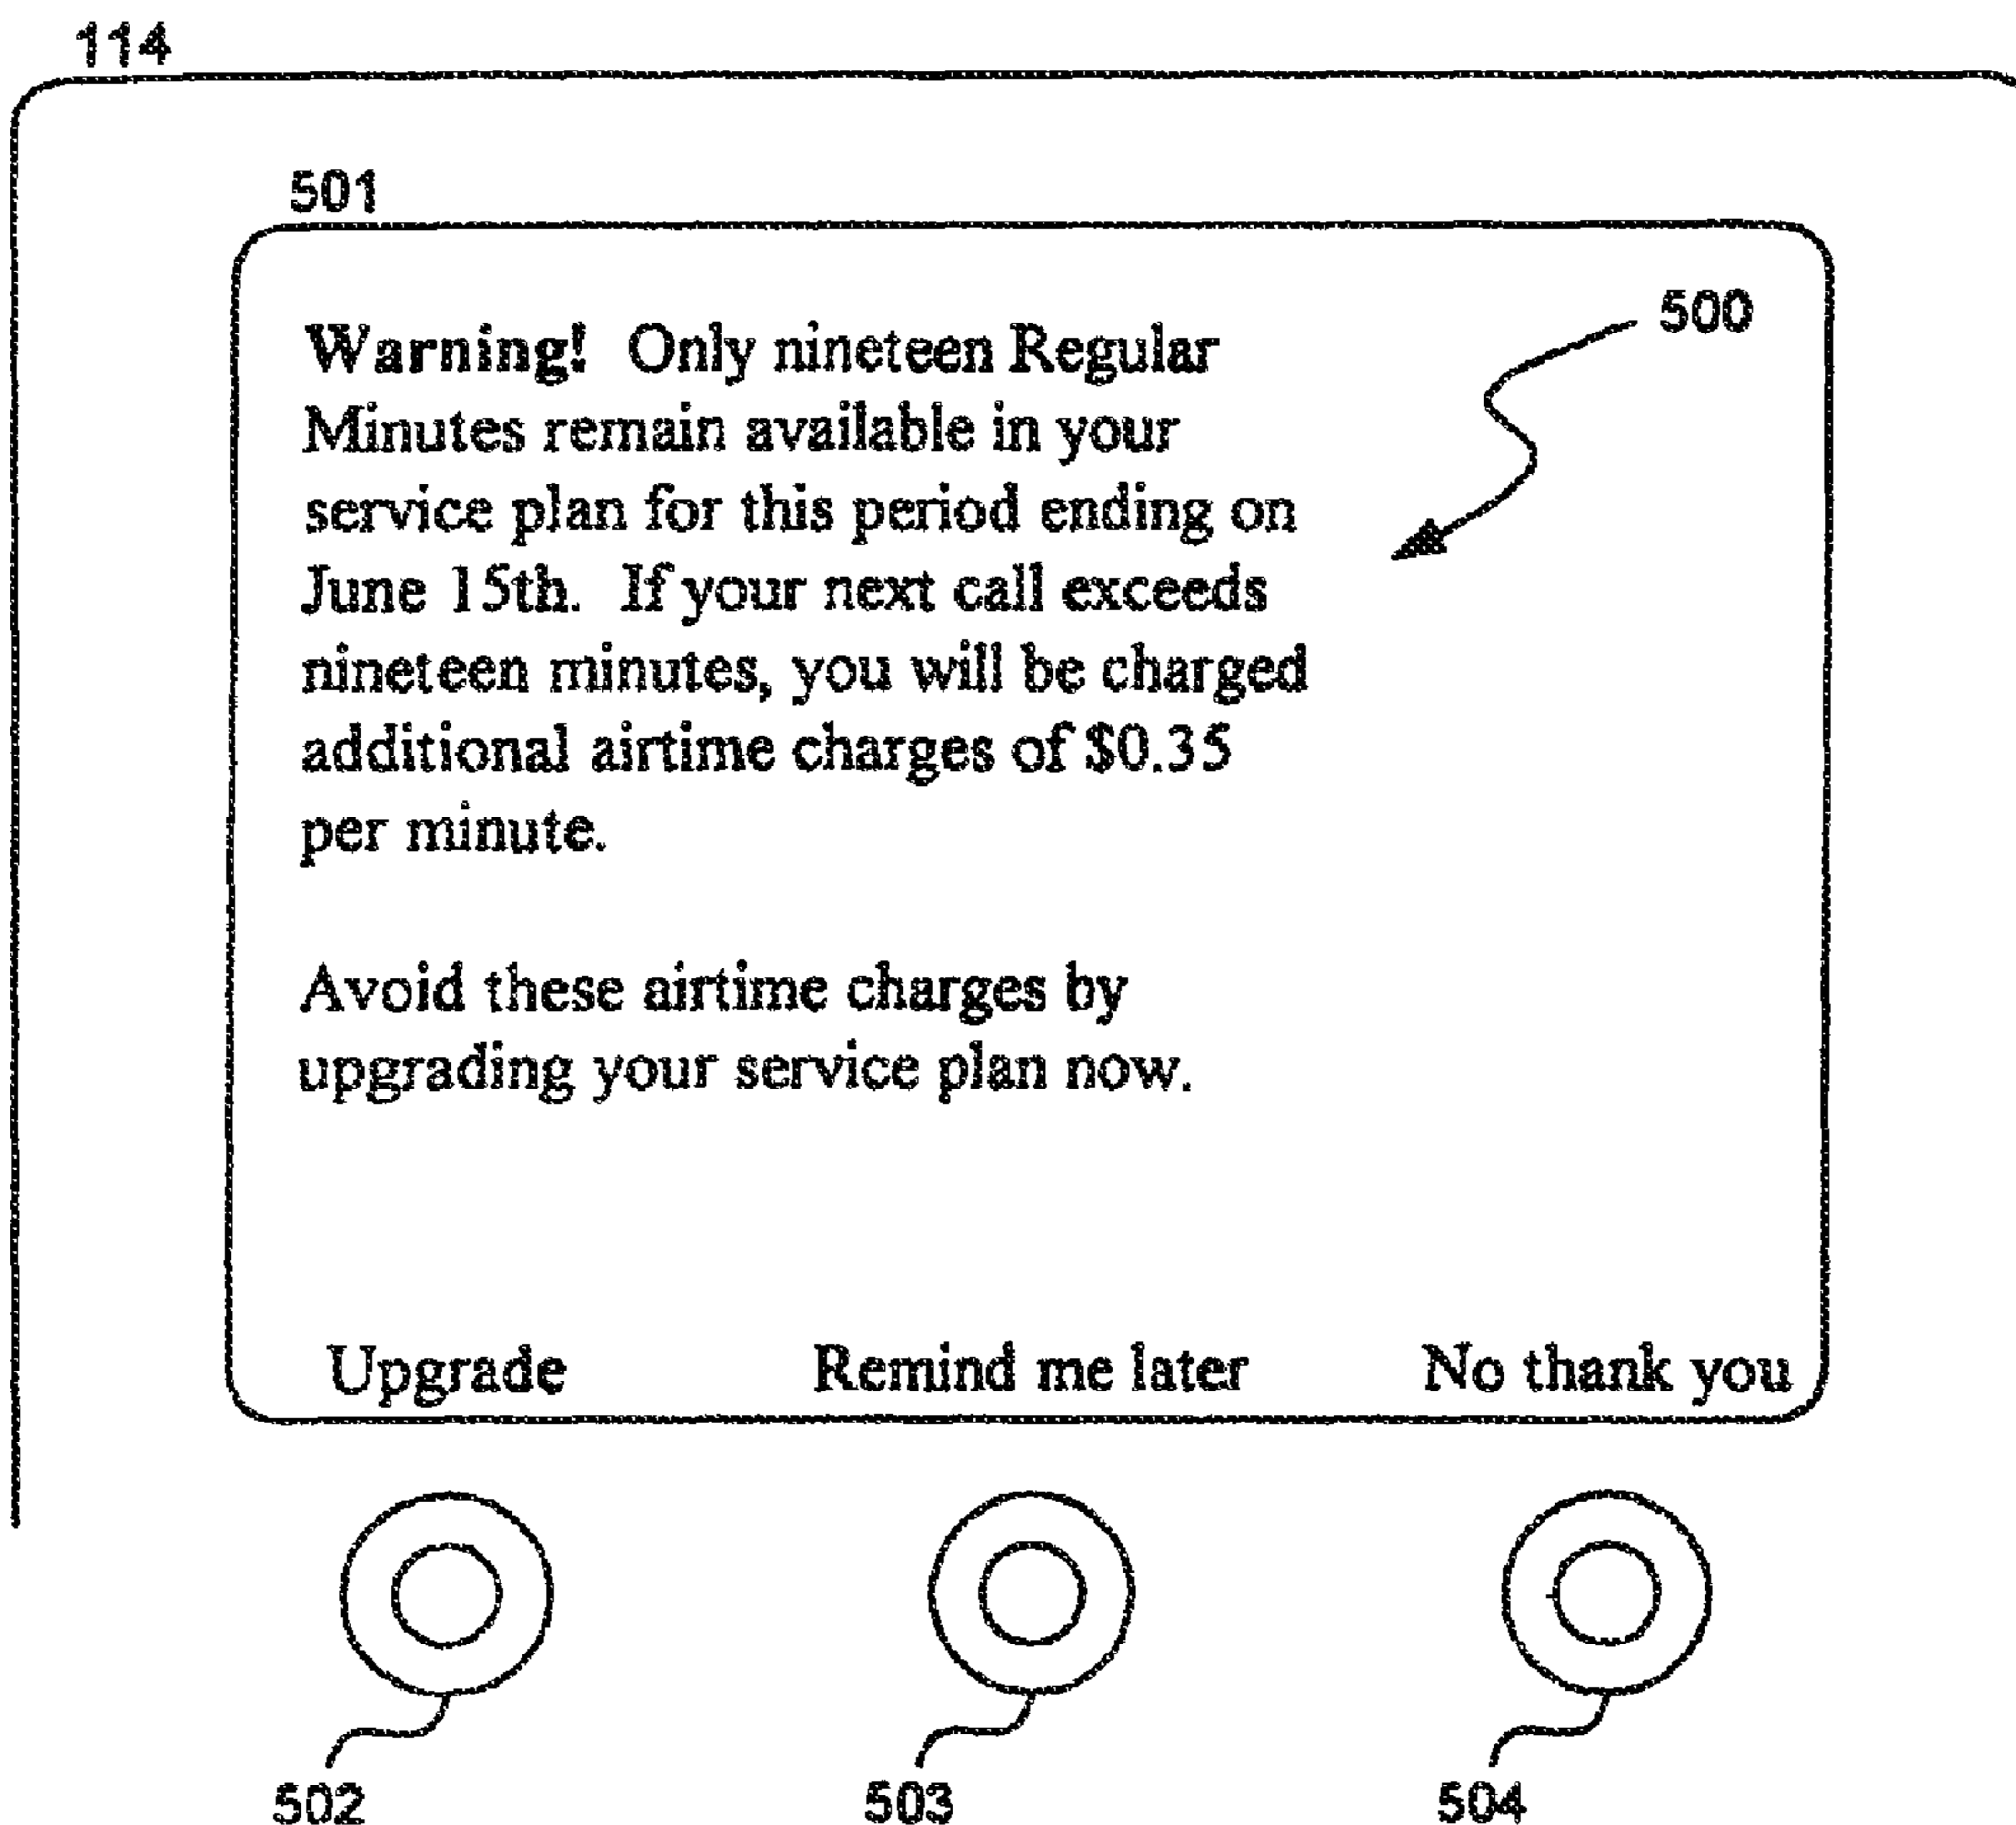 114
501
500
Warning! Only nineteen Regular
Minutes remain available in your
service plan for this period ending on
June 15th. If your next call exceeds
nineteen minutes, you will be charged
additional airtime charges of $0.35
per minute.
Avoid these airtime charges by
upgrading your service plan now.
Upgrade Remind me later No thank you
502 503 504